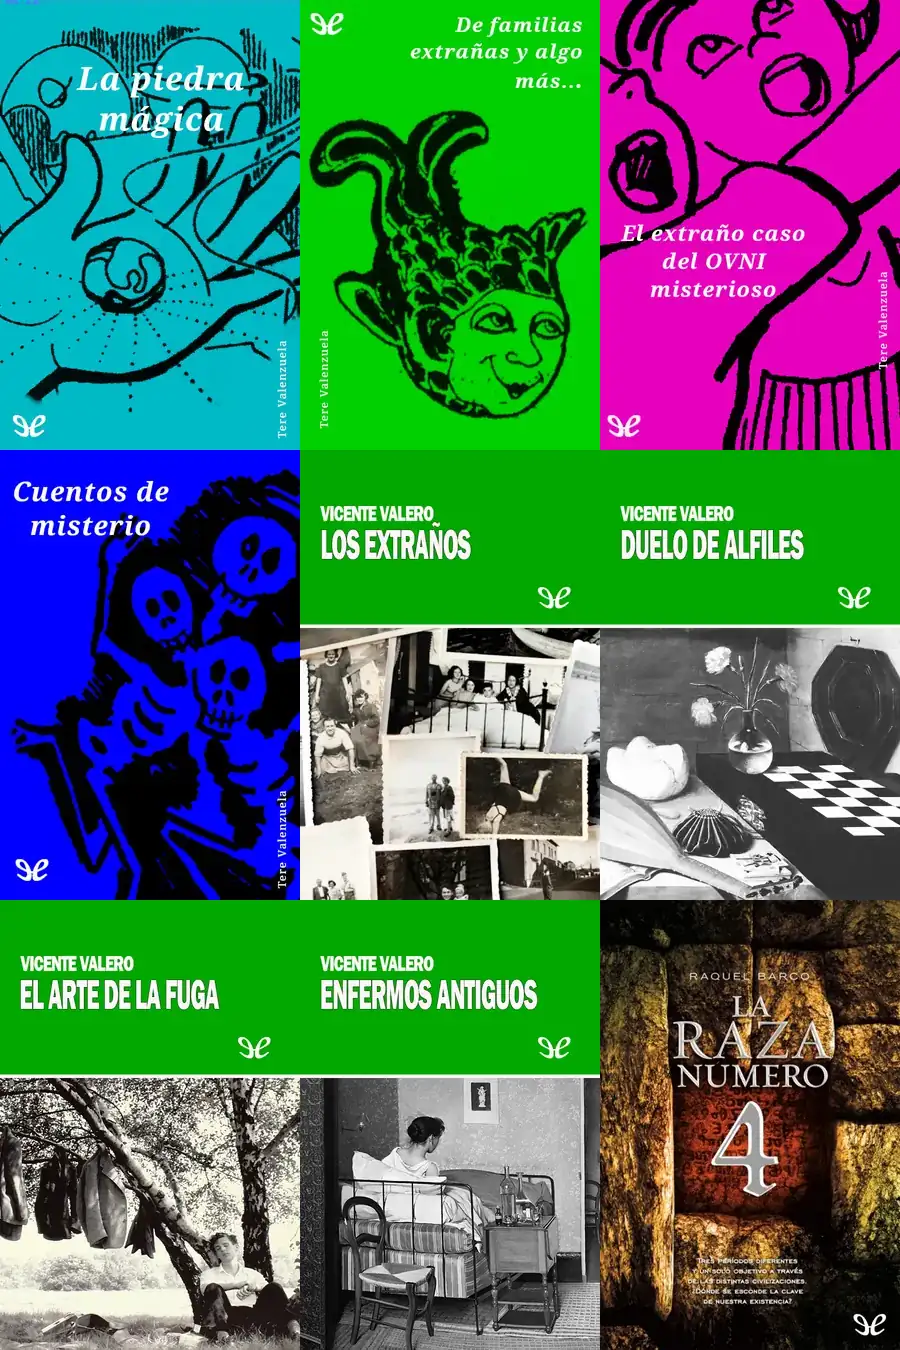 La piedra
mágica
Tere Valenzuela
De familias
extrañas y algo
más...
Tere Valenzuela
El extraño caso
del OVNI
misterioso
Tere Valenzuela
Cuentos de
misterio
Tere Valenzuela
VICENTE VALERO
LOS EXTRAÑOS
VICENTE VALERO
DUELO DE ALFILES
VICENTE VALERO
EL ARTE DE LA FUGA
VICENTE VALERO
ENFERMOS ANTIGUOS
RAQUEL BARCO
LA
RAZA
NUMERO
4
TRES PERÍODOS DIFERENTES
Y UN SOLO OBJETIVO A TRAVÉS
DE LAS DISTINTAS CIVILIZACIONES.
¿DÓNDE SE ESCONDE LA CLAVE
DE NUESTRA EXISTENCIA?